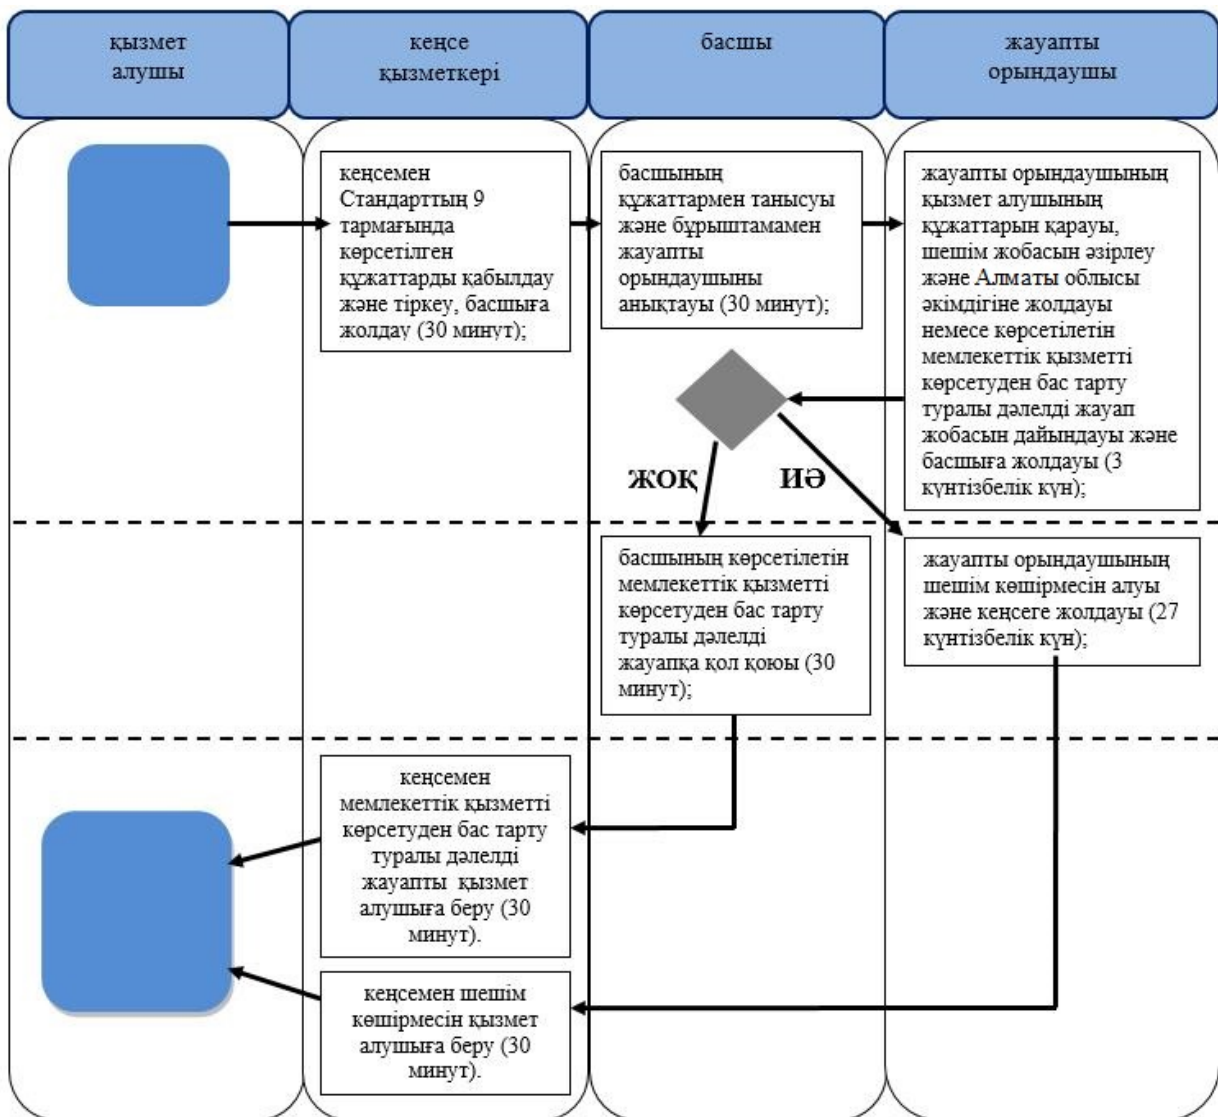 қызмет
алушы
кеңсе
қызметкері
басшы
жауапты
орындаушы
кеңсемен
Стандарттың 9
тармағында
көрсетілген
құжаттарды қабылдау
және тіркеу, басшыға
жолдау (30 минут);
басшының
құжаттармен танысуы
және бұрыштамамен
жауапты
орындаушыны
анықтауы (30 минут);
жауапты орындаушының
қызмет алушының
құжаттарын қарауы,
шешім жобасын әзірлеу
және Алматы облысы
әкімдігіне жолдауы
немесе көрсетілетін
мемлекеттік қызметті
көрсетуден бас тарту
туралы дәлелді жауап
жобасын дайындауы және
басшыға жолдауы (3
күнтізбелік күн);
ЖОҚ
ИӘ
басшының көрсетілетін
мемлекеттік қызметті
көрсетуден бас тарту
туралы дәлелді
жауапқа қол қоюы (30
минут);
жауапты орындаушының
шешім көшірмесін алуы
және кеңсеге жолдауы (27
күнтізбелік күн);
кеңсемен
мемлекеттік қызметті
көрсетуден бас тарту
туралы дәлелді
жауапты қызмет
алушыға беру (30
минут).
кеңсемен шешім
көшірмесін қызмет
алушыға беру (30
минут).